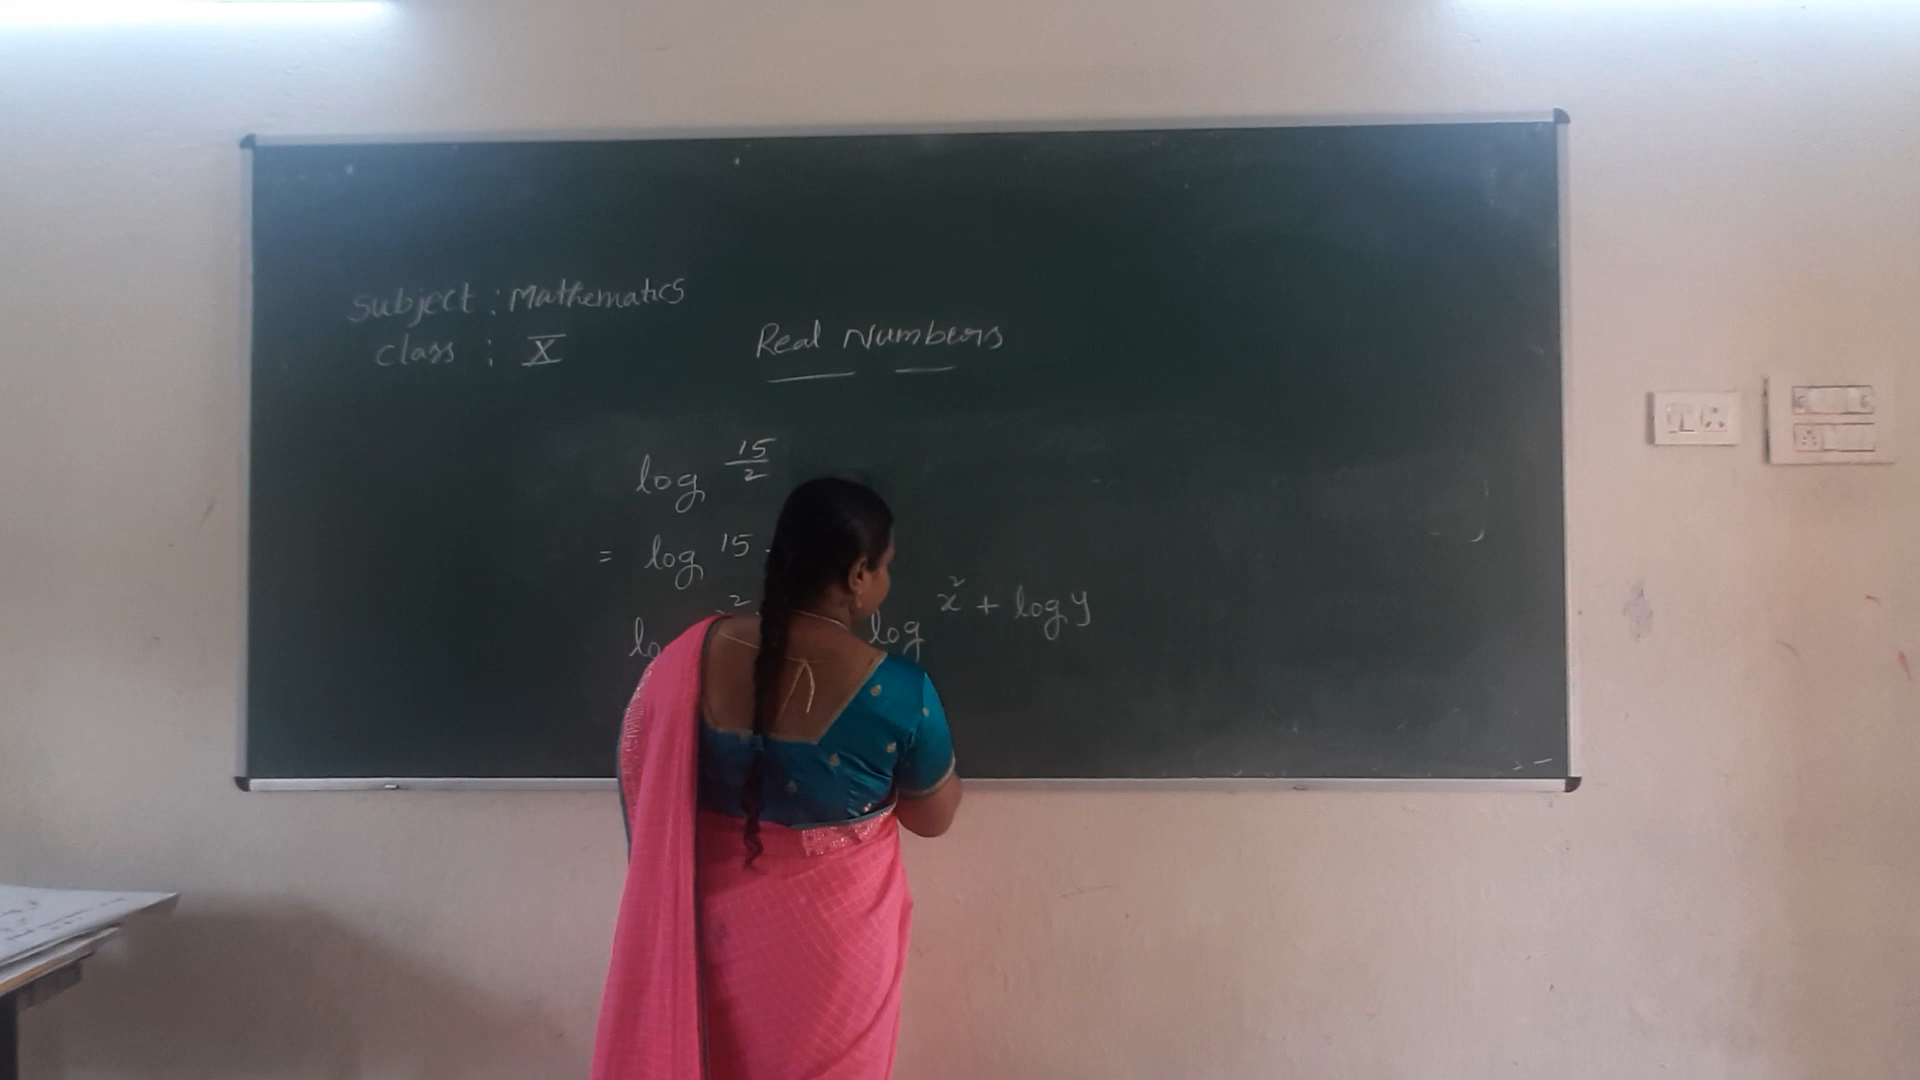 Subject : Mathematics
Class : X
Real Numbers
log 15/2
= log 15
log x² + log y